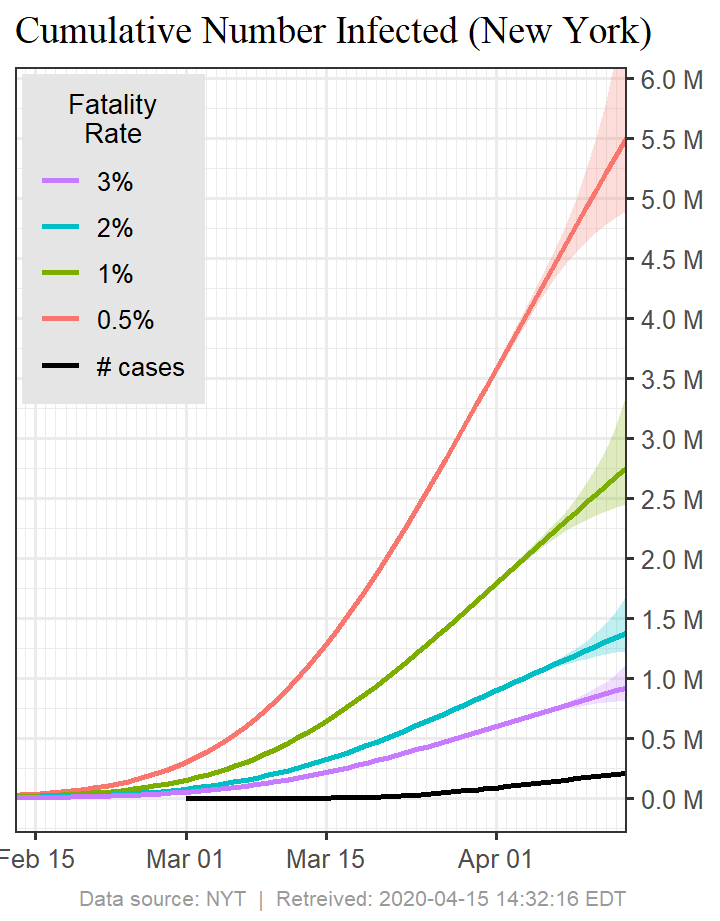 Cumulative Number Infected (New York)
Fatality
Rate
3%
2%
1%
0.5%
# cases
6.0 M
5.5 M
5.0 M
4.5 M
4.0 M
3.5 M
3.0 M
2.5 M
2.0 M
1.5 M
1.0 M
0.5 M
0.0 M
Feb 15 Mar 01 Mar 15 Apr 01
Data source: NYT | Retreived: 2020-04-15 14:32:16 EDT